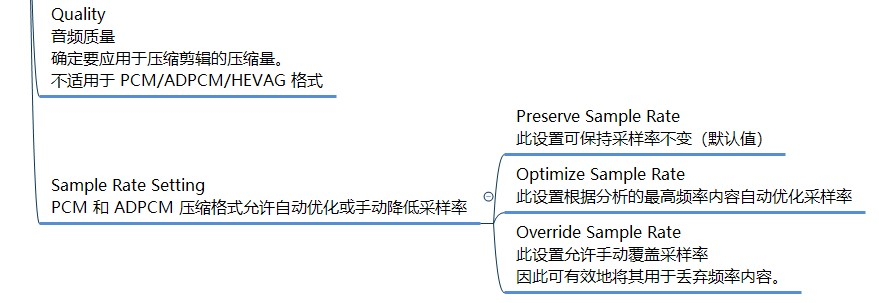 Quality
音频质量
确定要应用于压缩剪辑的压缩量。
不适用于 PCM/ADPCM/HEVAG 格式
Sample Rate Setting
PCM 和 ADPCM 压缩格式允许自动优化或手动降低采样率
Preserve Sample Rate
此设置可保持采样率不变（默认值）
Optimize Sample Rate
此设置根据分析的最高频率内容自动优化采样率
Override Sample Rate
此设置允许手动覆盖采样率
因此可有效地将其用于丢弃频率内容。